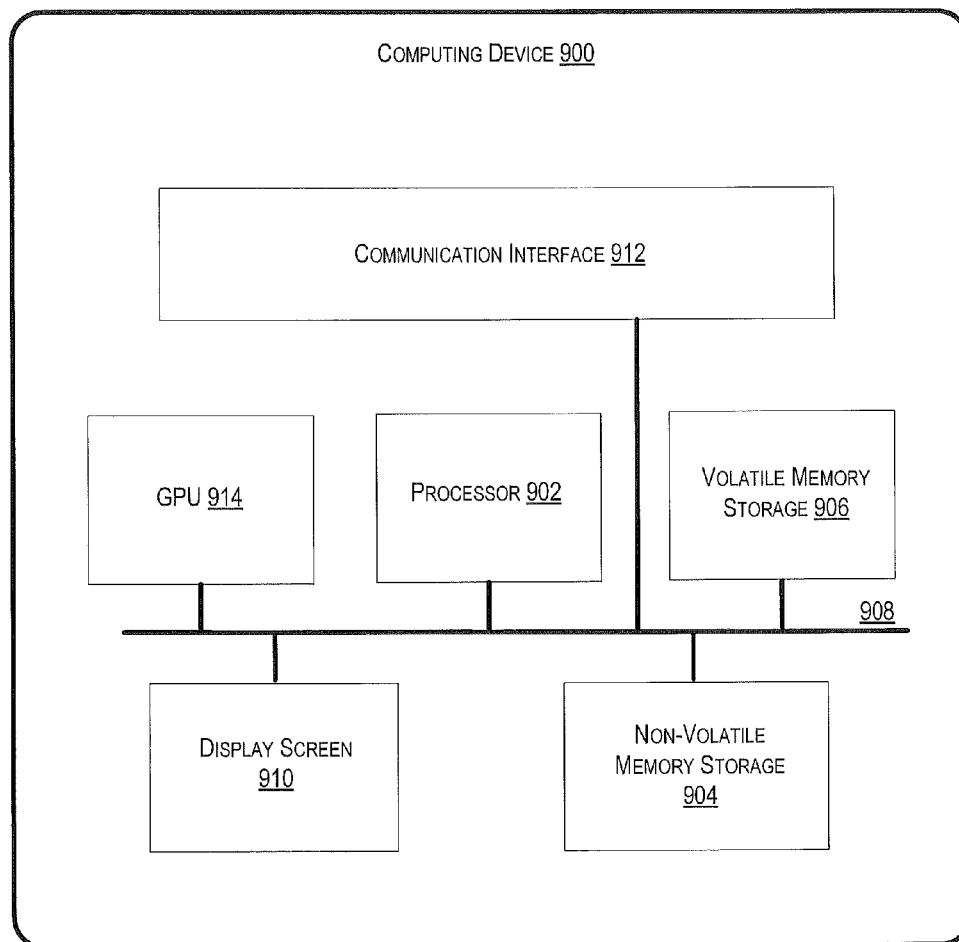 COMPUTING DEVICE 900
COMMUNICATION INTERFACE 912
GPU 914
PROCESSOR 902
VOLATILE MEMORY
STORAGE 906
908
DISPLAY SCREEN
910
NON-VOLATILE
MEMORY STORAGE
904